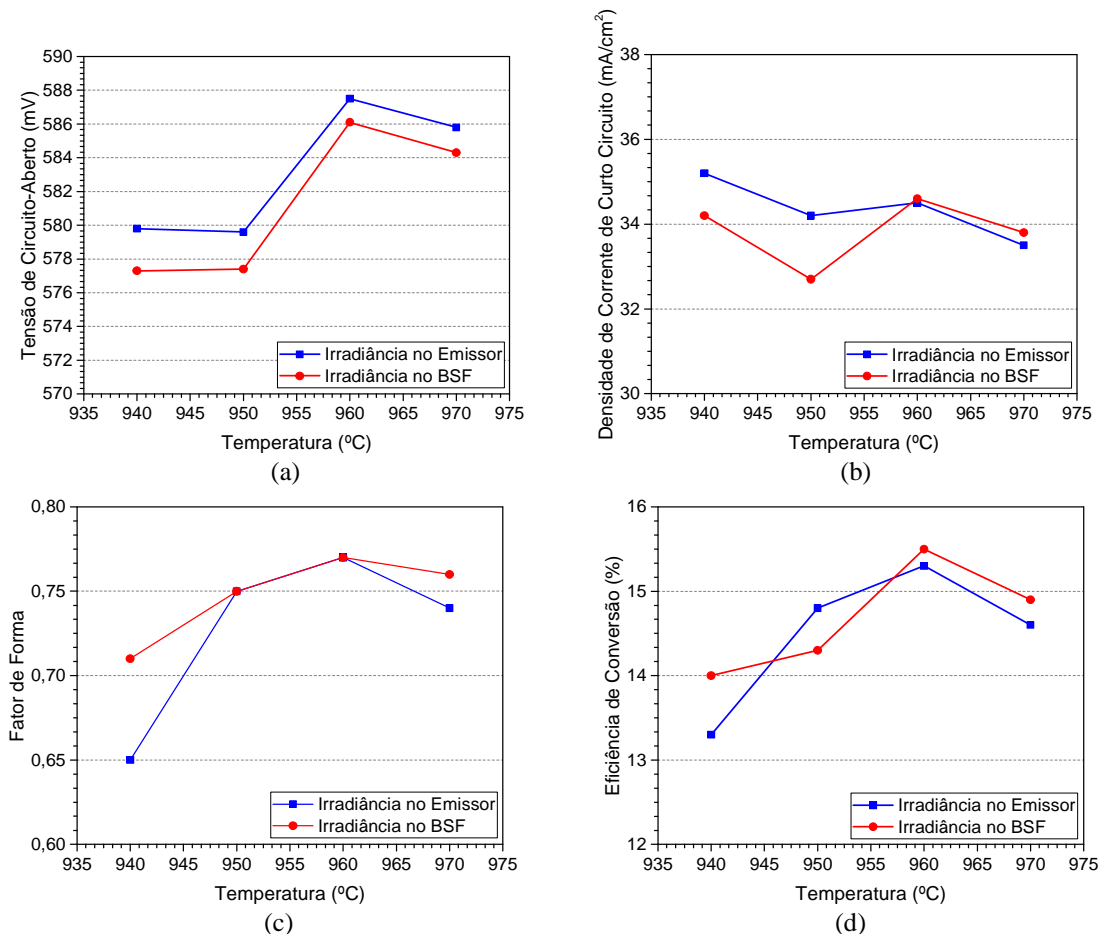 590
588
586
584
582
580
578
576
574
572
570
Tensão de Circuito-Aberto (mV)
935 940 945 950 955 960 965 970 975
Temperatura (ºC)
Irradiância no Emissor
Irradiância no BSF
(a)
38
36
34
32
30
Densidade de Corrente de Curto Circuito (mA/cm²)
935 940 945 950 955 960 965 970 975
Temperatura (ºC)
Irradiância no Emissor
Irradiância no BSF
(b)
0,80
0,75
0,70
0,65
0,60
Fator de Forma
935 940 945 950 955 960 965 970 975
Temperatura (ºC)
Irradiância no Emissor
Irradiância no BSF
(c)
16
15
14
13
12
Eficiência de Conversão (%)
935 940 945 950 955 960 965 970 975
Temperatura (ºC)
Irradiância no Emissor
Irradiância no BSF
(d)